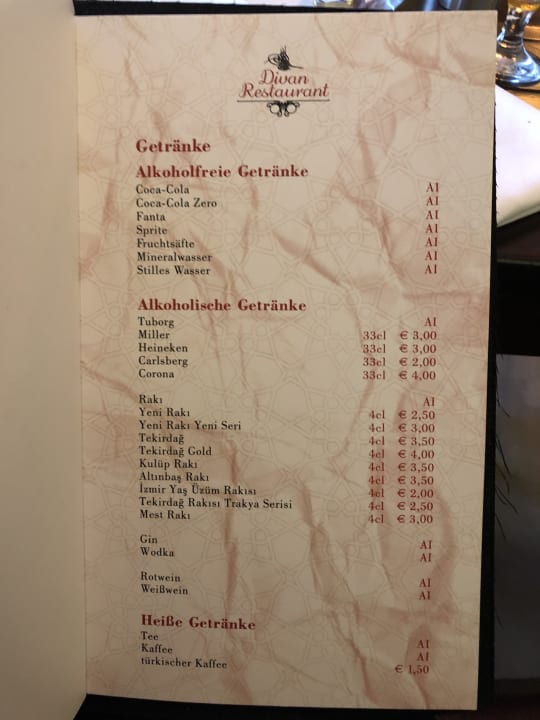 Divan
Restaurant
Getränke
Alkoholfreie Getränke
Coca-Cola AI
Coca-Cola Zero AI
Fanta AI
Sprite AI
Fruchtsäfte AI
Mineralwasser AI
Stilles Wasser AI
Alkoholische Getränke
Tuborg AI
Miller 33cl € 3,00
Heineken 33cl € 3,00
Carlsberg 33cl € 2,00
Corona 33cl € 4,00
Rakı AI
Yeni Rakı 4cl € 2,50
Yeni Rakı Yeni Seri 4cl € 3,00
Tekirdağ 4cl € 3,50
Tekirdağ Gold 4cl € 4,00
Kulüp Rakı 4cl € 3,50
Altınbaş Rakı 4cl € 3,50
İzmir Yaş Üzüm Rakısı 4cl € 2,00
Tekirdağ Rakısı Trakya Serisi 4cl € 2,50
Mest Rakı 4cl € 3,00
Gin AI
Wodka AI
Rotwein AI
Weißwein AI
Heiße Getränke
Tee AI
Kaffee AI
türkischer Kaffee € 1,50